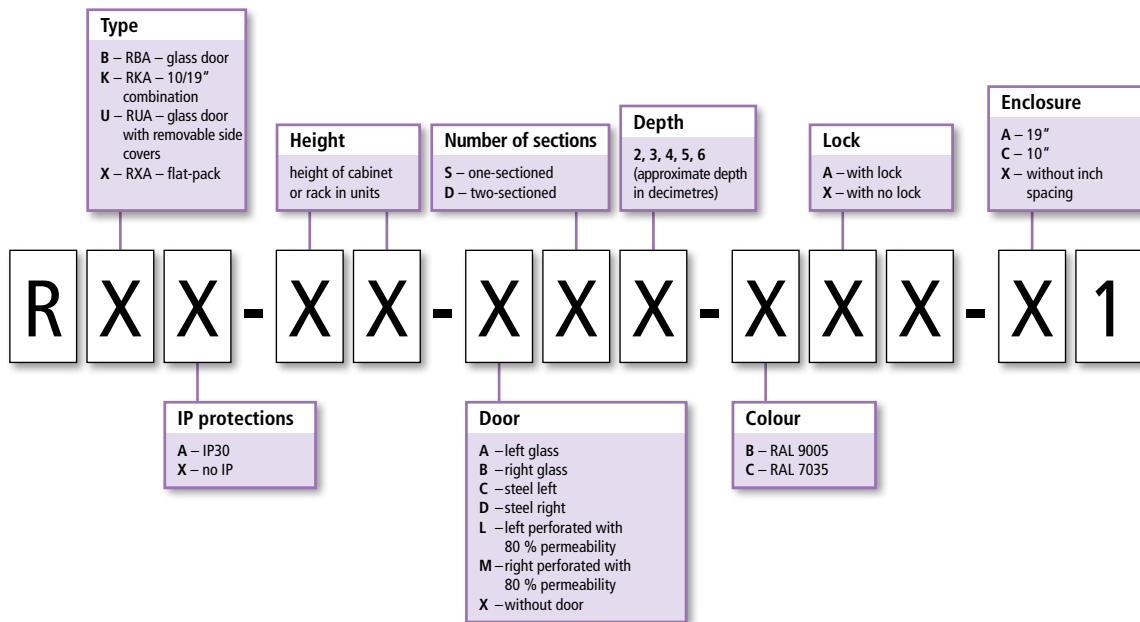 Type
B – RBA – glass door
K – RKA – 10/19"
combination
U – RUA – glass door
with removable side
covers
X – RXA – flat-pack
Height
height of cabinet
or rack in units
Number of sections
S – one-sectioned
D – two-sectioned
Depth
2, 3, 4, 5, 6
(approximate depth
in decimetres)
Lock
A – with lock
X – with no lock
Enclosure
A – 19"
C – 10"
X – without inch
spacing
R X X - X X - X X X - X X X - X 1
IP protections
A – IP30
X – no IP
Door
A – left glass
B – right glass
C – steel left
D – steel right
L – left perforated with
80 % permeability
M – right perforated with
80 % permeability
X – without door
Colour
B – RAL 9005
C – RAL 7035